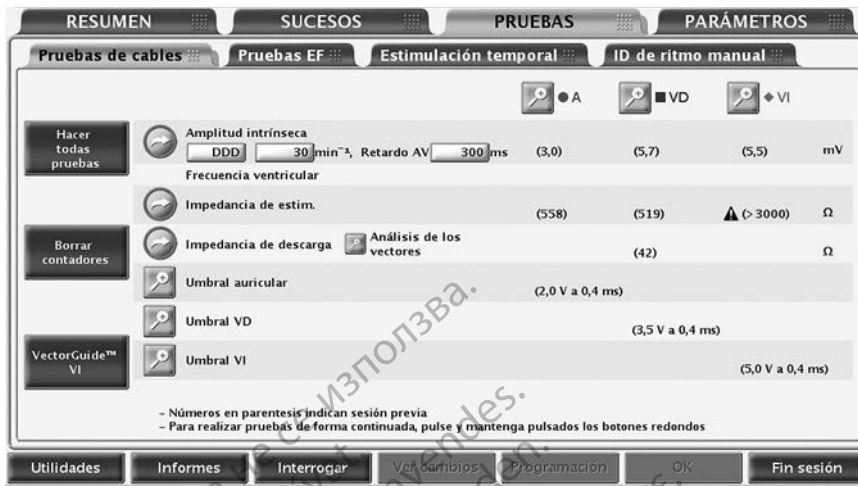 RESUMEN SUCESOS PRUEBAS PARÁMETROS
Pruebas de cables Pruebas EF Estimulación temporal ID de ritmo manual
A VD VI
Hacer todas pruebas
Amplitud intrínseca
DDD 30 min⁻¹, Retardo AV 300 ms (3,0) (5,7) (5,5) mV
Frecuencia ventricular
Impedancia de estim. (558) (519) (> 3000) Ω
Borrar contadores
Impedancia de descarga Análisis de los vectores (42) Ω
Umbral auricular (2,0 V a 0,4 ms)
Umbral VD (3,5 V a 0,4 ms)
VectorGuide™ VI
Umbral VI (5,0 V a 0,4 ms)
– Números en parentesis indican sesión previa
– Para realizar pruebas de forma continuada, pulse y mantenga pulsados los botones redondos
Utilidades Informes Interrogar Ver cambios Programación OK Fin sesión
не се използва.